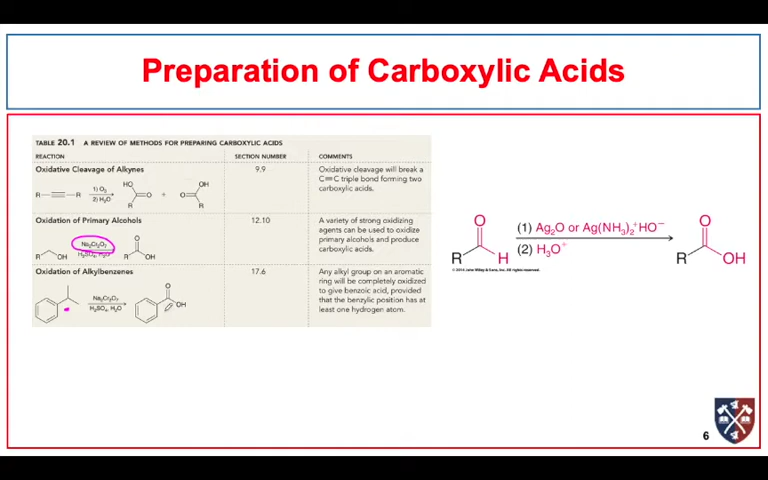 Preparation of Carboxylic Acids
TABLE 20.1 A REVIEW OF METHODS FOR PREPARING CARBOXYLIC ACIDS
REACTION SECTION NUMBER COMMENTS
Oxidative Cleavage of Alkynes 9.9 Oxidative cleavage will break a
C≡C triple bond forming two
carboxylic acids.
R R 1) O₃ 2) H₂O HO O R + O OH R
Oxidation of Primary Alcohols 12.10 A variety of strong oxidizing
agents can be used to oxidize
primary alcohols and produce
carboxylic acids.
R OH Na₂Cr₂O₇ H₂SO₄, H₂O O R OH
Oxidation of Alkylbenzenes 17.6 Any alkyl group on an aromatic
ring will be completely oxidized
to give benzoic acid, provided
that the benzylic position has at
least one hydrogen atom.
Na₂Cr₂O₇ H₂SO₄, H₂O O OH
O R H
(1) Ag₂O or Ag(NH₃)₂⁺HO⁻
(2) H₃O⁺
O R OH
© 2014 John Wiley & Sons, Inc. All rights reserved.
6